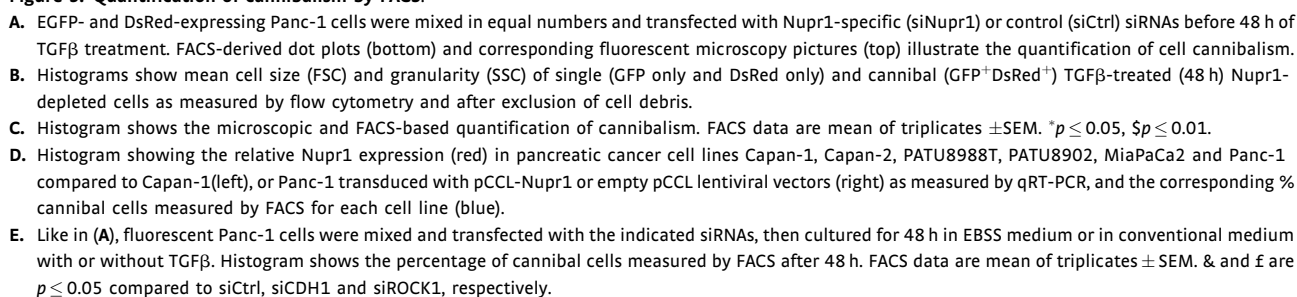 A. EGFP- and DsRed-expressing Panc-1 cells were mixed in equal numbers and transfected with Nupr1-specific (siNupr1) or control (siCtrl) siRNAs before 48 h of
TGFβ treatment. FACS-derived dot plots (bottom) and corresponding fluorescent microscopy pictures (top) illustrate the quantification of cell cannibalism.
B. Histograms show mean cell size (FSC) and granularity (SSC) of single (GFP only and DsRed only) and cannibal (GFP⁺DsRed⁺) TGFβ-treated (48 h) Nupr1-
depleted cells as measured by flow cytometry and after exclusion of cell debris.
C. Histogram shows the microscopic and FACS-based quantification of cannibalism. FACS data are mean of triplicates ±SEM. *p ≤ 0.05, $p ≤ 0.01.
D. Histogram showing the relative Nupr1 expression (red) in pancreatic cancer cell lines Capan-1, Capan-2, PATU8988T, PATU8902, MiaPaCa2 and Panc-1
compared to Capan-1(left), or Panc-1 transduced with pCCL-Nupr1 or empty pCCL lentiviral vectors (right) as measured by qRT-PCR, and the corresponding %
cannibal cells measured by FACS for each cell line (blue).
E. Like in (A), fluorescent Panc-1 cells were mixed and transfected with the indicated siRNAs, then cultured for 48 h in EBSS medium or in conventional medium
with or without TGFβ. Histogram shows the percentage of cannibal cells measured by FACS after 48 h. FACS data are mean of triplicates ± SEM. & and £ are
p ≤ 0.05 compared to siCtrl, siCDH1 and siROCK1, respectively.